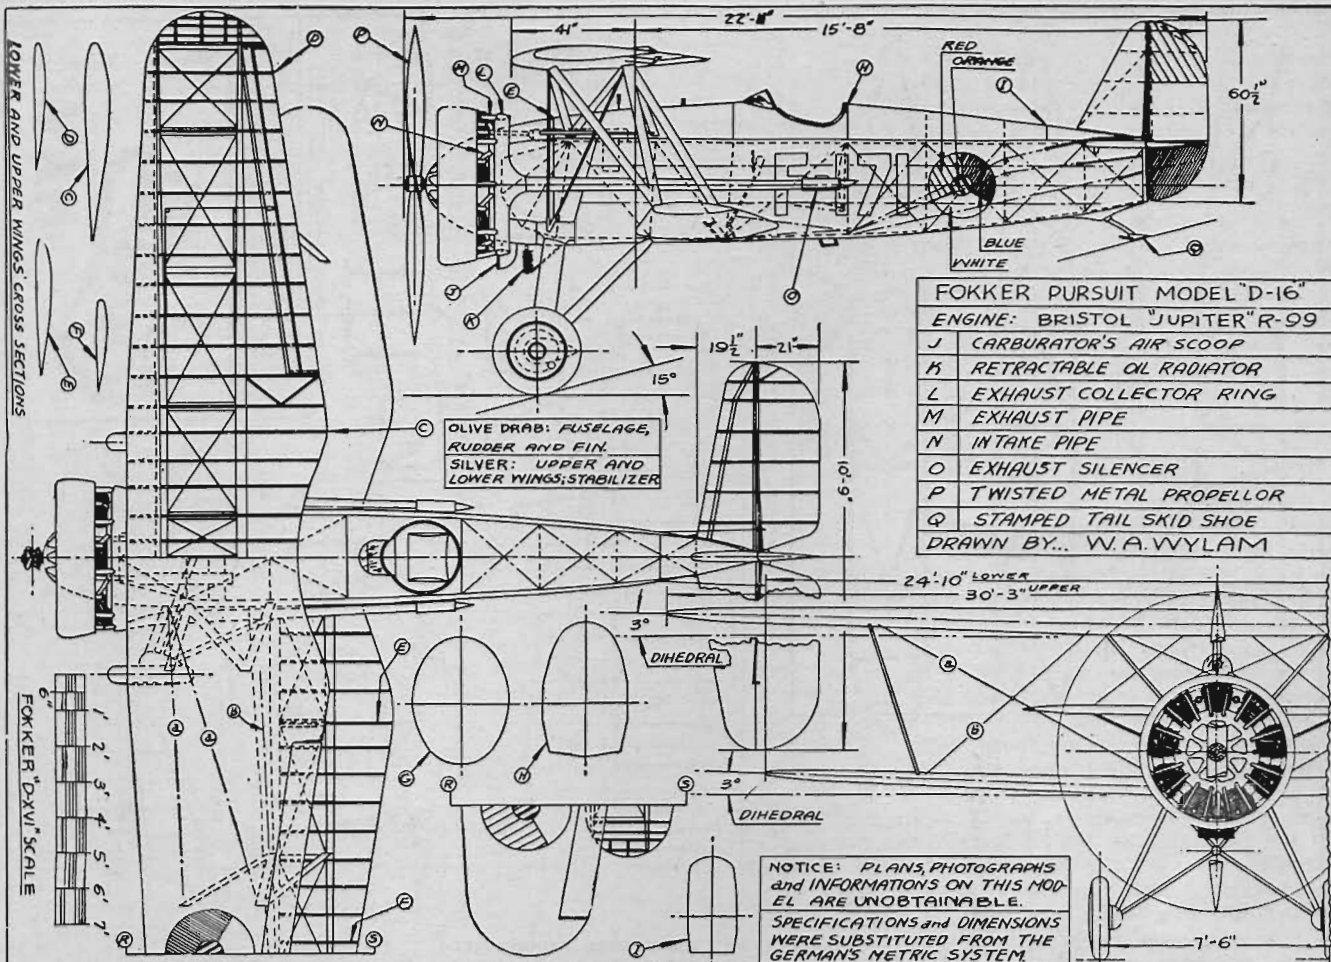 22'-11"
41"
15'-8"
RED
ORANGE
60½"
BLUE
WHITE
LOWER AND UPPER WINGS CROSS SECTIONS
D
C
E
F
D
P
M
L
E
N
H
I
J
K
O
Q
15°
C
OLIVE DRAB: FUSELAGE,
RUDDER AND FIN.
SILVER: UPPER AND
LOWER WINGS; STABILIZER
19½"
21"
10'-9"
FOKKER PURSUIT MODEL "D-16"
ENGINE: BRISTOL "JUPITER" R-99
J CARBURATOR'S AIR SCOOP
K RETRACTABLE OIL RADIATOR
L EXHAUST COLLECTOR RING
M EXHAUST PIPE
N INTAKE PIPE
O EXHAUST SILENCER
P TWISTED METAL PROPELLOR
Q STAMPED TAIL SKID SHOE
DRAWN BY... W.A. WYLAM
24'-10" LOWER
30'-3" UPPER
3°
DIHEDRAL
3°
DIHEDRAL
a
b
E
a
a
b
G
H
R
S
F
I
R
S
6" 1' 2' 3' 4' 5' 6' 7'
FOKKER "D-XVI" SCALE
NOTICE: PLANS, PHOTOGRAPHS
and INFORMATIONS ON THIS MOD-
EL ARE UNOBTAINABLE.
SPECIFICATIONS and DIMENSIONS
WERE SUBSTITUTED FROM THE
GERMAN'S METRIC SYSTEM.
7'-6"